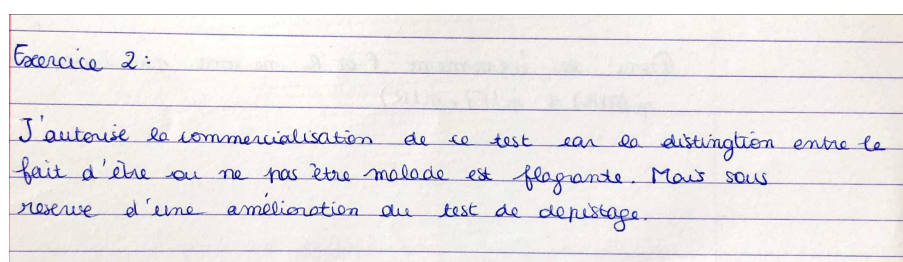 Exercice 2 :
J'autorise la commercialisation de ce test car la distingtion entre le
fait d'être ou ne pas être malade est flagrante. Mais sous
reserve d'une amélioration du test de depistage.